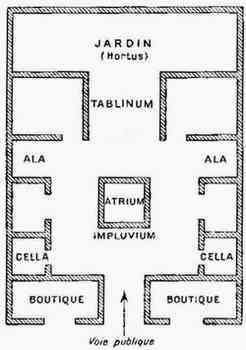 JARDIN
(Hortus)
TABLINUM
ALA ALA
ATRIUM
IMPLUVIUM
CELLA CELLA
BOUTIQUE BOUTIQUE
Voie publique